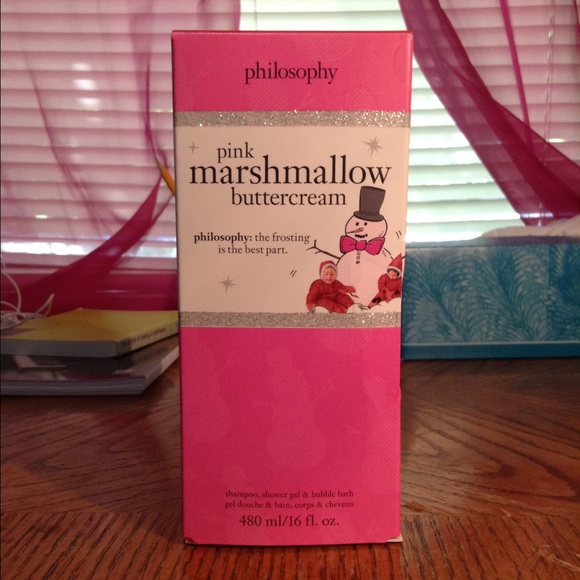 philosophy
pink
marshmallow
buttercream
philosophy: the frosting
is the best part.
shampoo, shower gel & bubble bath
gel douche & bain, corps & cheveux
480 ml/16 fl. oz.